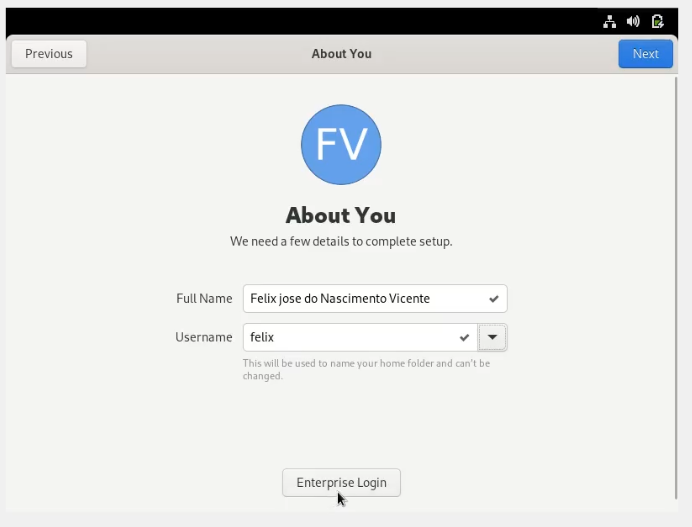 Previous
About You
Next
FV
About You
We need a few details to complete setup.
Full Name
Felix jose do Nascimento Vicente
Username
felix
This will be used to name your home folder and can't be
changed.
Enterprise Login